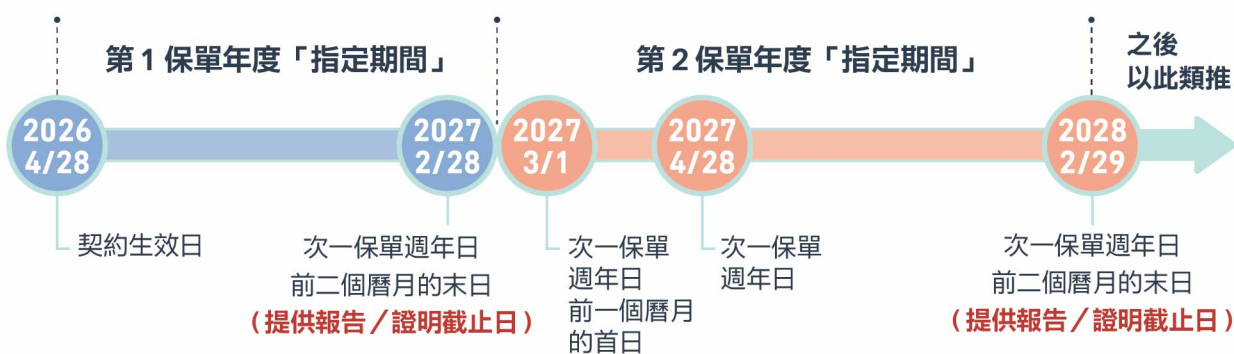 第1保單年度「指定期間」
第2保單年度「指定期間」
之後
以此類推
2026
4/28
2027
2/28
2027
3/1
2027
4/28
2028
2/29
契約生效日
次一保單週年日
前二個曆月的末日
(提供報告／證明截止日)
次一保單
週年日
前一個曆月
的首日
次一保單
週年日
次一保單週年日
前二個曆月的末日
(提供報告／證明截止日)